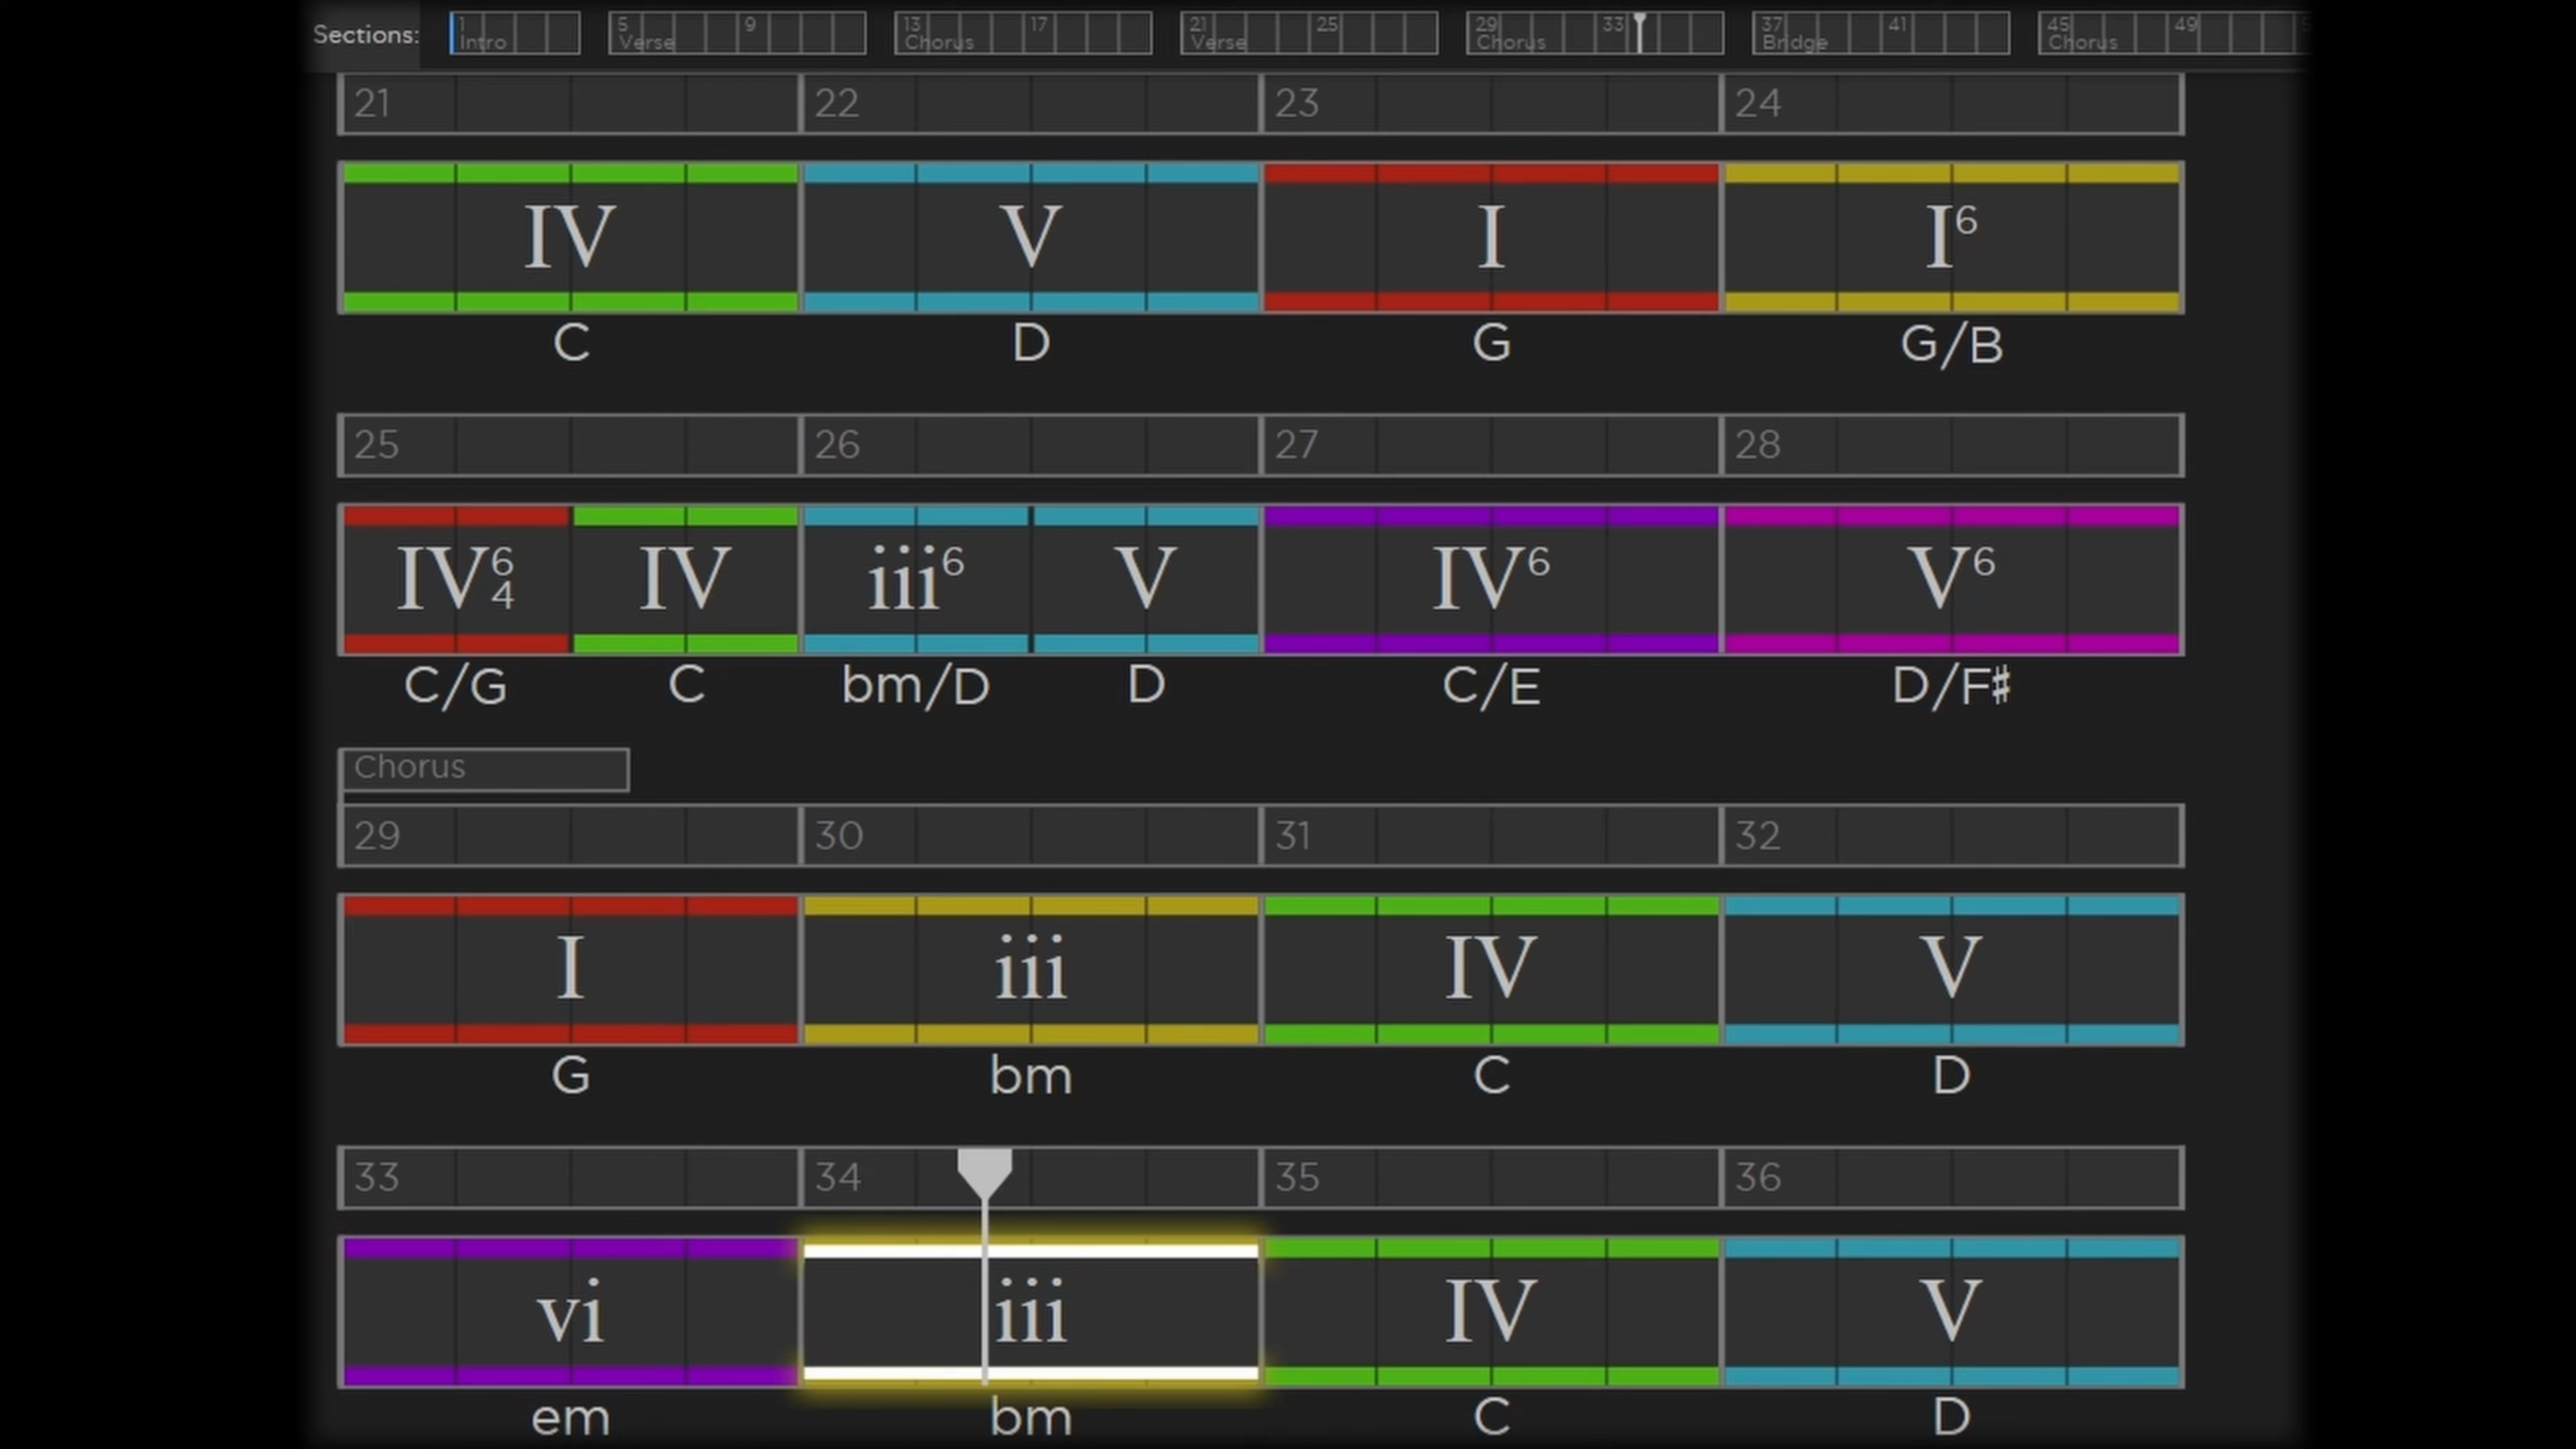 Sections:
1 5 9 13 17 21 25 29 33 37 41 45 49
Intro Verse Chorus Verse Chorus Bridge Chorus
21 22 23 24
IV V I I6
C D G G/B
25 26 27 28
IV64 IV iii6 V IV6 V6
C/G C bm/D D C/E D/F♯
Chorus
29 30 31 32
I iii IV V
G bm C D
33 34 35 36
vi iii IV V
em bm C D